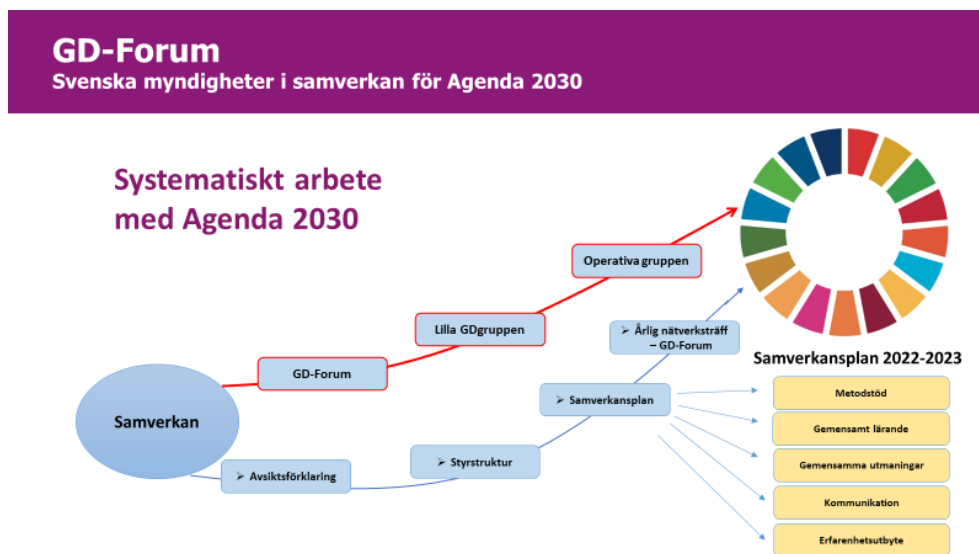 GD-Forum
Svenska myndigheter i samverkan för Agenda 2030
Systematiskt arbete
med Agenda 2030
Operativa gruppen
Lilla GDgruppen
GD-Forum
Samverkan
➢ Avsiktsförklaring
➢ Styrstruktur
➢ Samverkansplan
➢ Årlig nätverksträff
– GD-Forum
Samverkansplan 2022-2023
Metodstöd
Gemensamt lärande
Gemensamma utmaningar
Kommunikation
Erfarenhetsutbyte